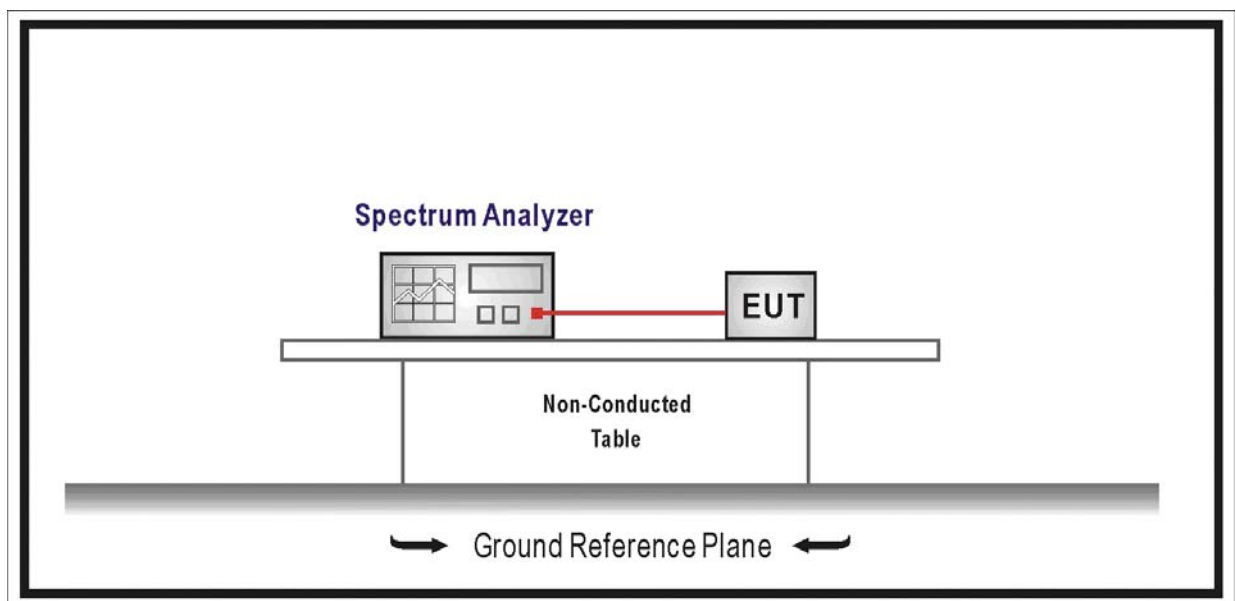 Spectrum Analyzer
EUT
Non-Conducted
Table
Ground Reference Plane